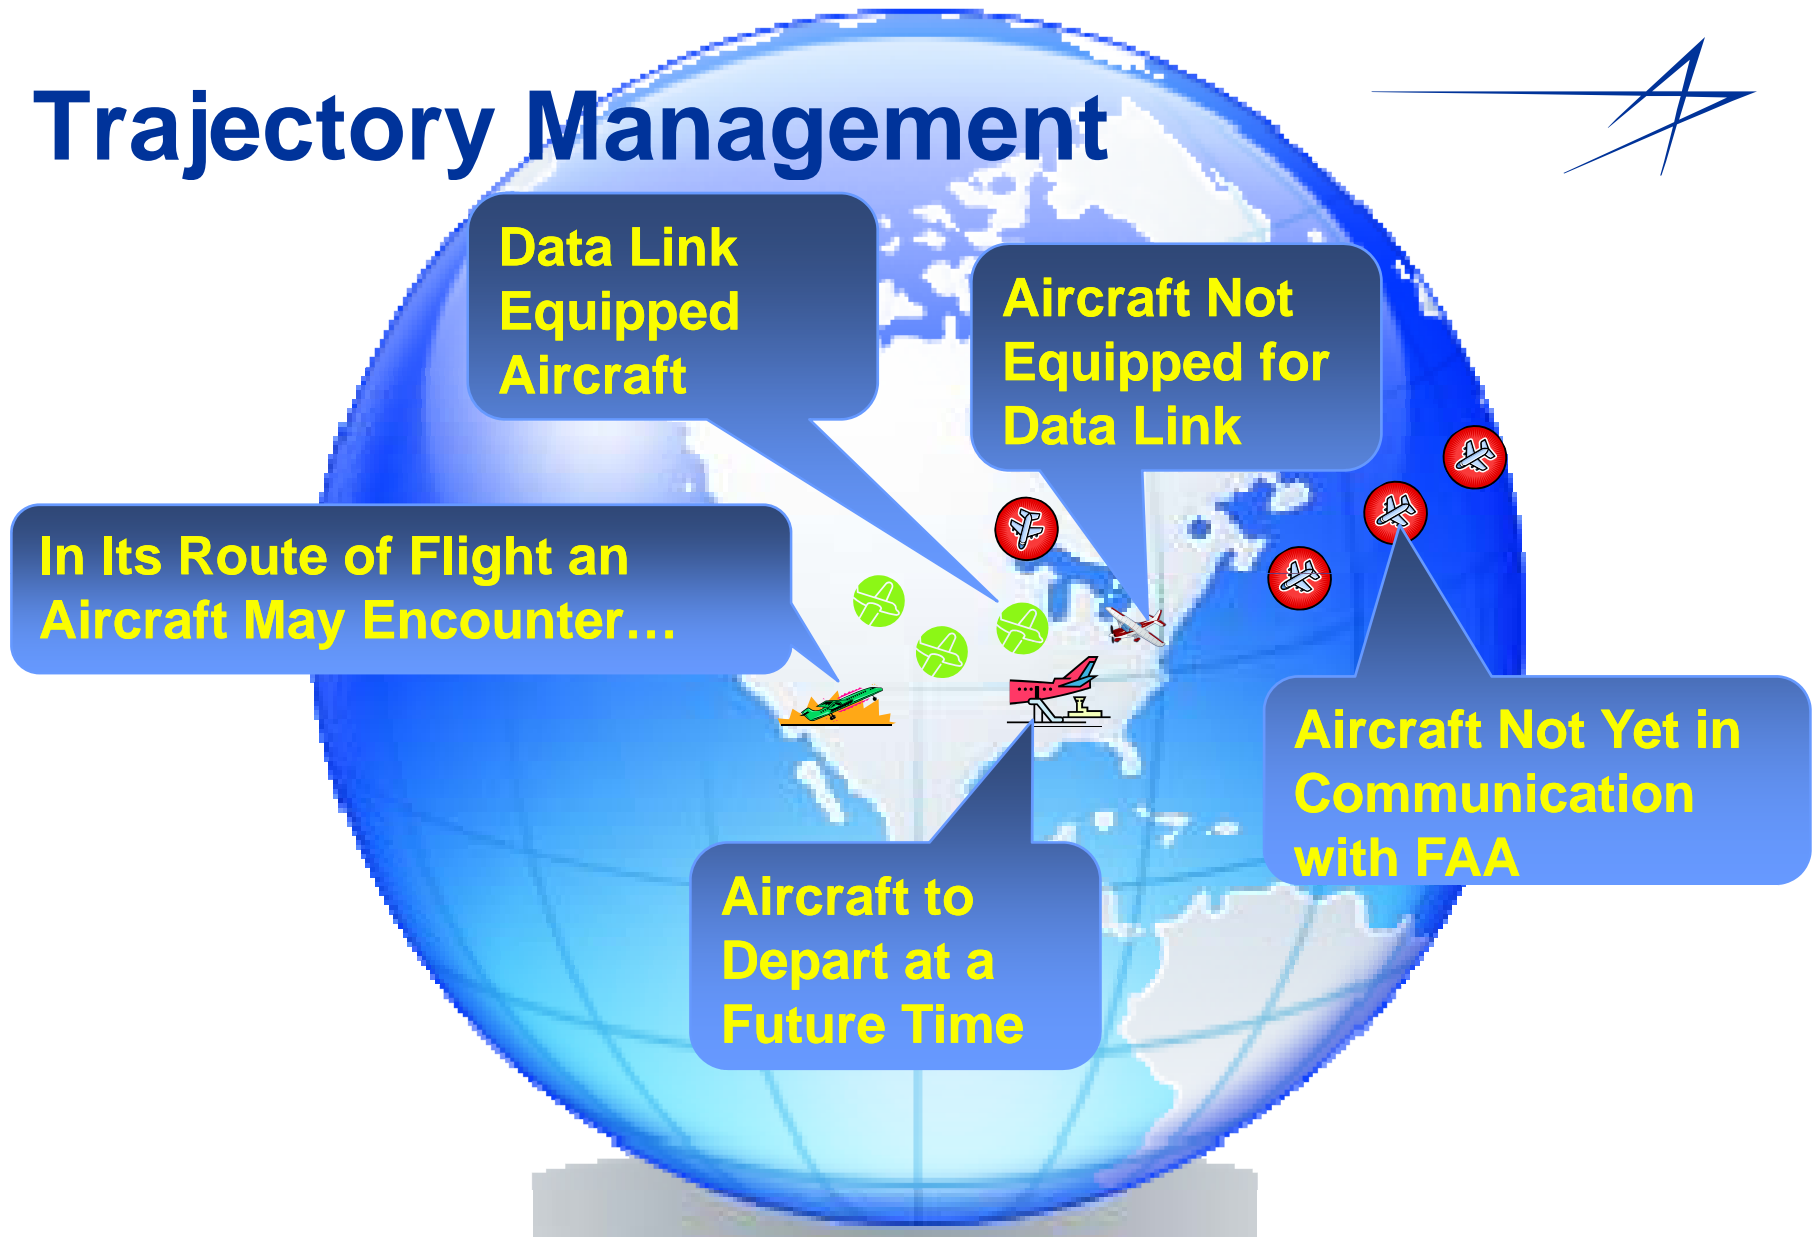 Trajectory Management
Data Link
Equipped
Aircraft
Aircraft Not
Equipped for
Data Link
In Its Route of Flight an
Aircraft May Encounter…
Aircraft Not Yet in
Communication
with FAA
Aircraft to
Depart at a
Future Time